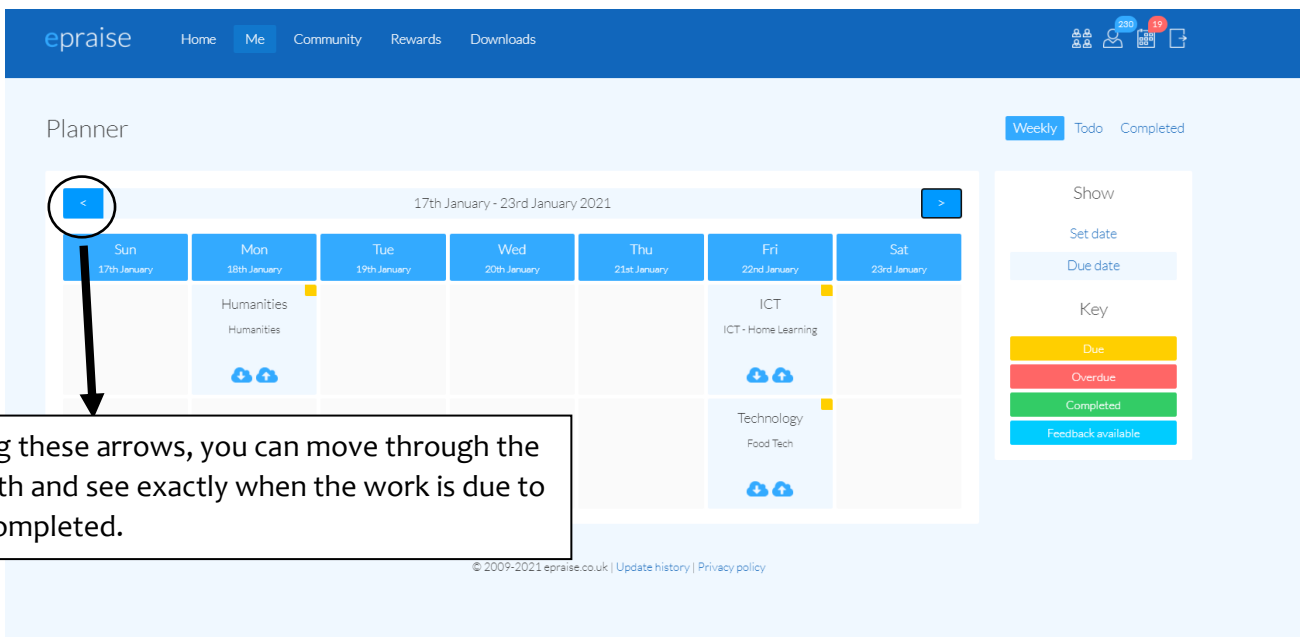 epraise Home Me Community Rewards Downloads 230 19
Planner
Weekly Todo Completed
< 17th January - 23rd January 2021 >
Sun Mon Tue Wed Thu Fri Sat
17th January 18th January 19th January 20th January 21st January 22nd January 23rd January
Humanities ICT
Humanities ICT - Home Learning
Technology
Food Tech
Show
Set date
Due date
Key
Due
Overdue
Completed
Feedback available
g these arrows, you can move through the
th and see exactly when the work is due to
ompleted.
© 2009-2021 epraise.co.uk | Update history | Privacy policy